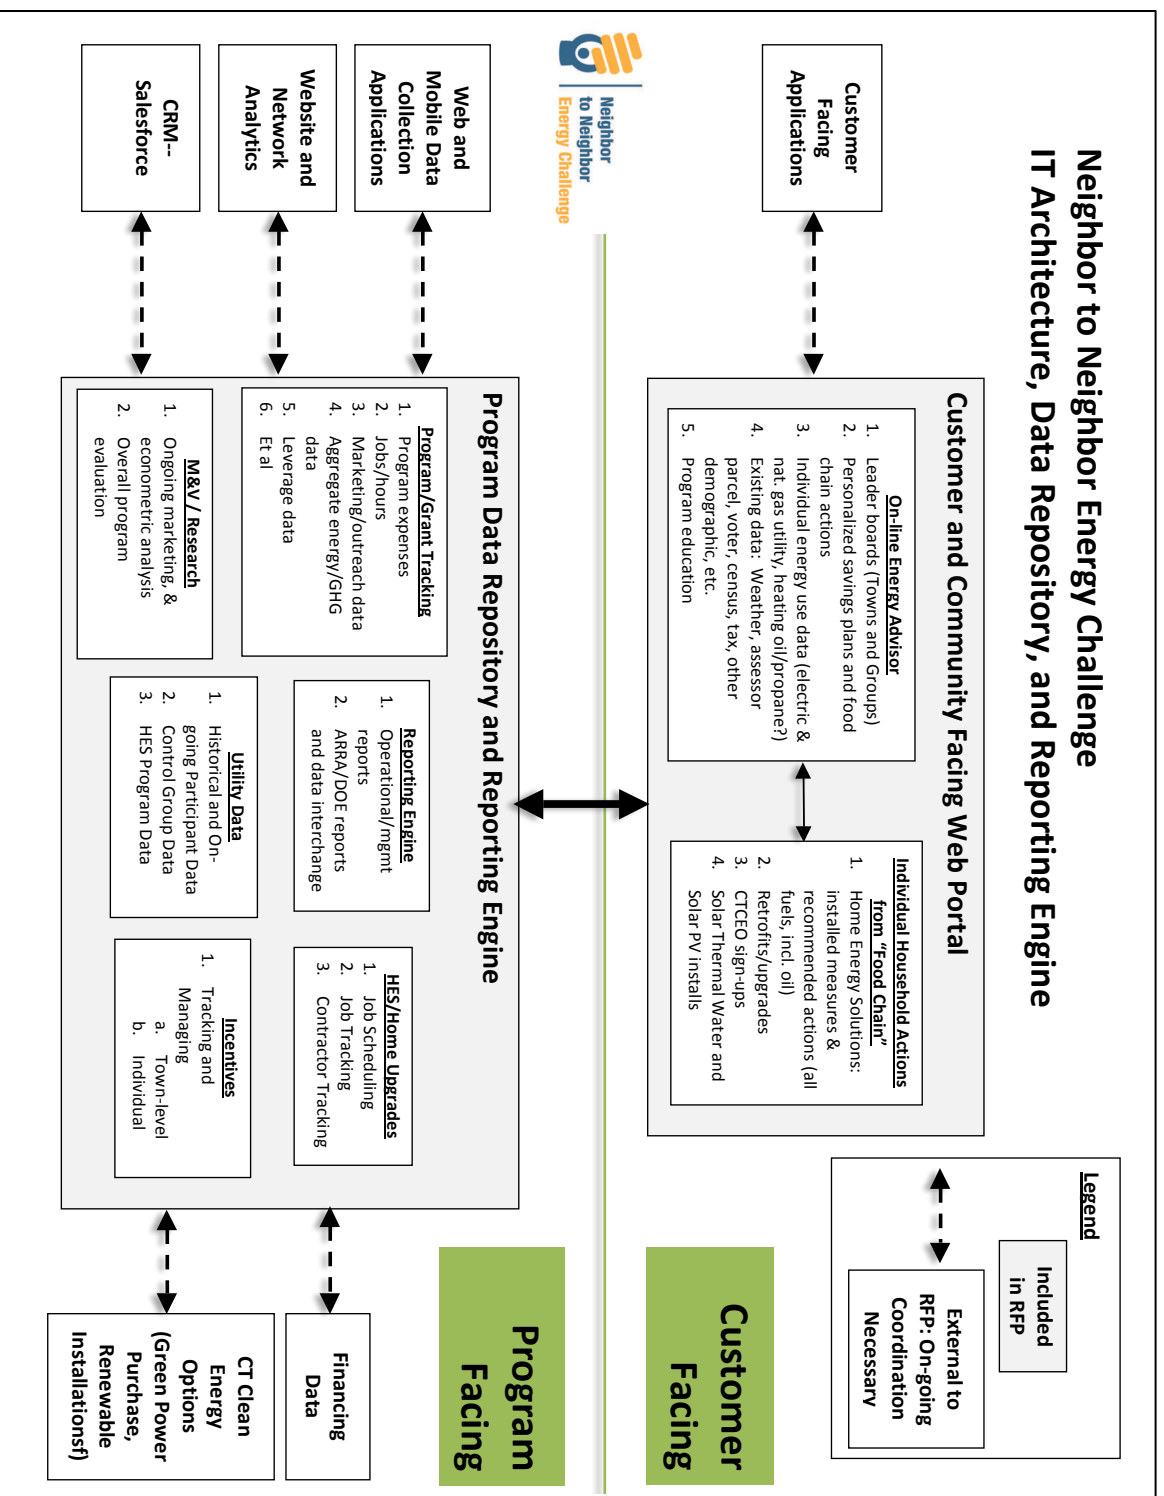 Neighbor to Neighbor Energy Challenge
IT Architecture, Data Repository, and Reporting Engine
Legend
Included
in RFP
External to
RFP: On-going
Coordination
Necessary
Customer
Facing
Applications
Customer and Community Facing Web Portal
On-line Energy Advisor
1. Leader boards (Towns and Groups)
2. Personalized savings plans and food
chain actions
3. Individual energy use data (electric &
nat. gas utility, heating oil/propane?)
4. Existing data: Weather, assessor
parcel, voter, census, tax, other
demographic, etc.
5. Program education
Individual Household Actions
from “Food Chain”
1. Home Energy Solutions:
installed measures &
recommended actions (all
fuels, incl. oil)
2. Retrofits/upgrades
3. CTCEO sign-ups
4. Solar Thermal Water and
Solar PV installs
Customer
Facing
Neighbor
to Neighbor
Energy Challenge
Program
Facing
Web and
Mobile Data
Collection
Applications
Website and
Network
Analytics
CRM--
Salesforce
Program Data Repository and Reporting Engine
Program/Grant Tracking
1. Program expenses
2. Jobs/hours
3. Marketing/outreach data
4. Aggregate energy/GHG
data
5. Leverage data
6. Et al
Reporting Engine
1. Operational/mgmt
reports
2. ARRA/DOE reports
and data interchange
HES/Home Upgrades
1. Job Scheduling
2. Job Tracking
3. Contractor Tracking
M&V / Research
1. Ongoing marketing, &
econometric analysis
2. Overall program
evaluation
Utility Data
1. Historical and On-
going Participant Data
2. Control Group Data
3. HES Program Data
Incentives
1. Tracking and
Managing
a. Town-level
b. Individual
Financing
Data
CT Clean
Energy
Options
(Green Power
Purchase,
Renewable
Installationsf)